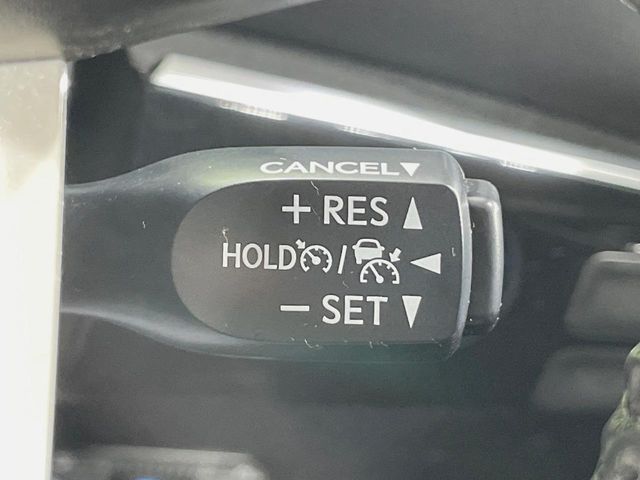 CANCEL▼
+ RES ▲
HOLD / ◀
− SET ▼